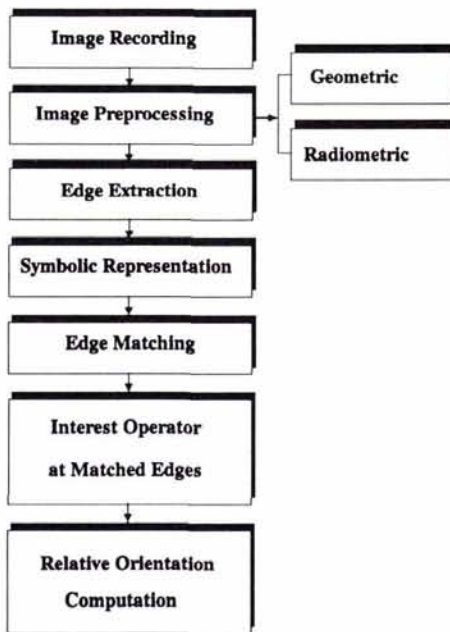 Image Recording
Image Preprocessing
Geometric
Radiometric
Edge Extraction
Symbolic Representation
Edge Matching
Interest Operator
at Matched Edges
Relative Orientation
Computation